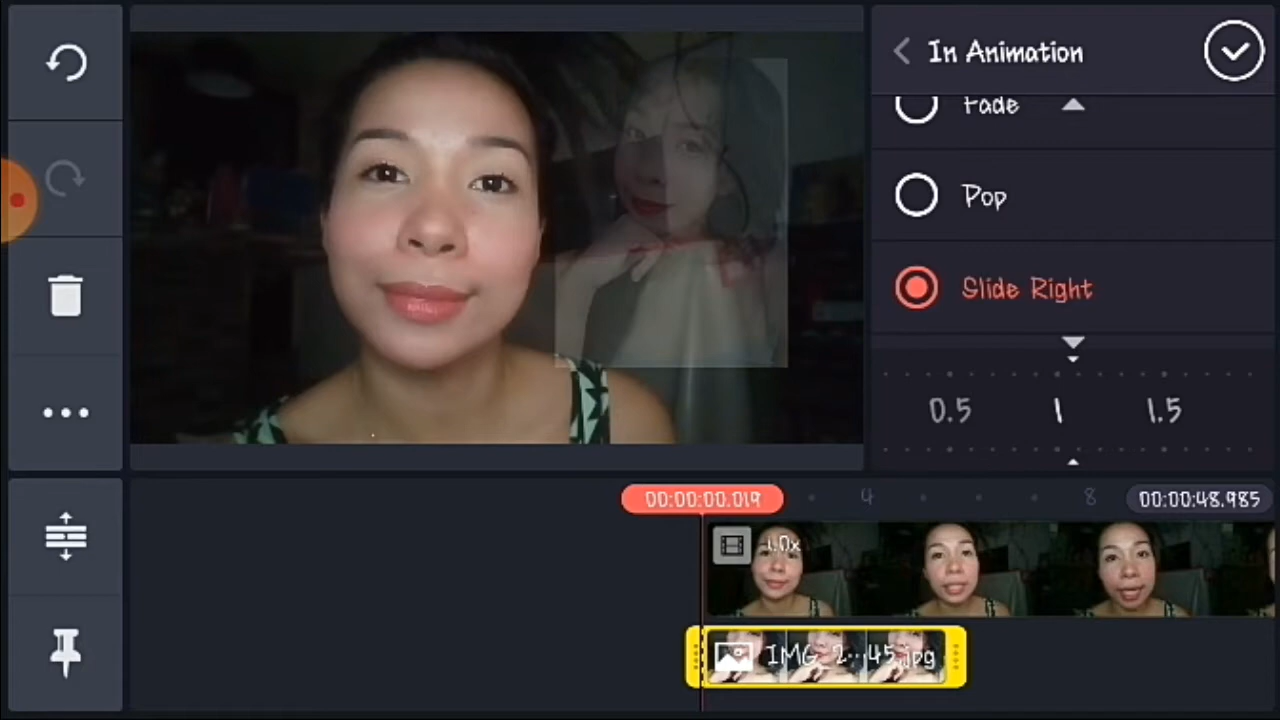 In Animation
Fade
Pop
Slide Right
0.5 1 1.5
00:00:00.019 4 8 00:00:48.985
1.0x
IMG_2...45.jpg